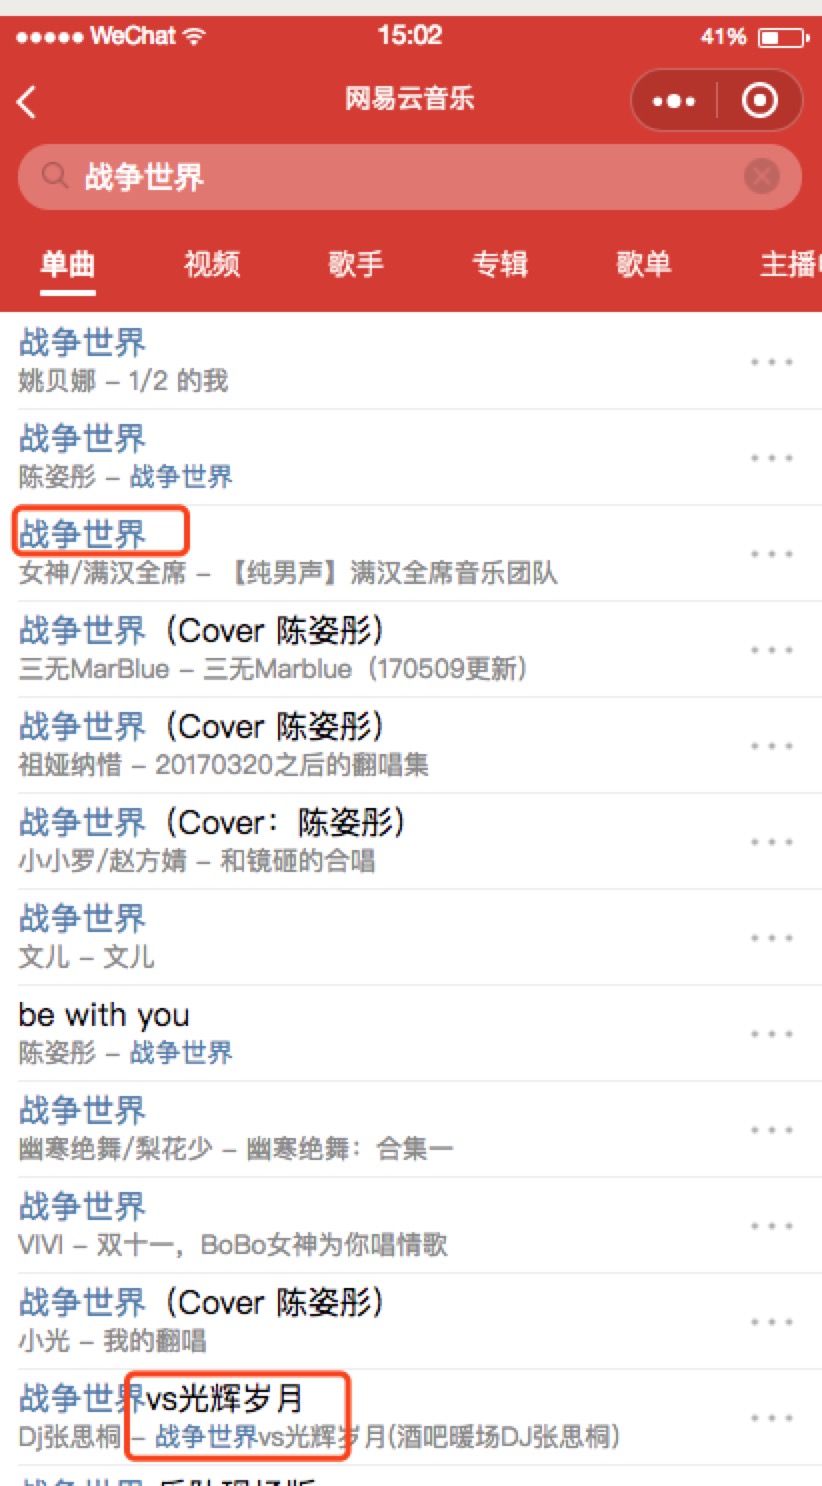 WeChat 15:02 41%
网易云音乐
战争世界
单曲 视频 歌手 专辑 歌单 主播
战争世界
姚贝娜 – 1/2 的我
战争世界
陈姿彤 – 战争世界
战争世界
女神/满汉全席 – 【纯男声】满汉全席音乐团队
战争世界（Cover 陈姿彤）
三无MarBlue – 三无Marblue（170509更新）
战争世界（Cover 陈姿彤）
祖娅纳惜 – 20170320之后的翻唱集
战争世界（Cover：陈姿彤）
小小罗/赵方婧 – 和镜砸的合唱
战争世界
文儿 – 文儿
be with you
陈姿彤 – 战争世界
战争世界
幽寒绝舞/梨花少 – 幽寒绝舞：合集一
战争世界
VIVI – 双十一，BoBo女神为你唱情歌
战争世界（Cover 陈姿彤）
小光 – 我的翻唱
战争世界vs光辉岁月
Dj张思桐 – 战争世界vs光辉岁月(酒吧暖场DJ张思桐)